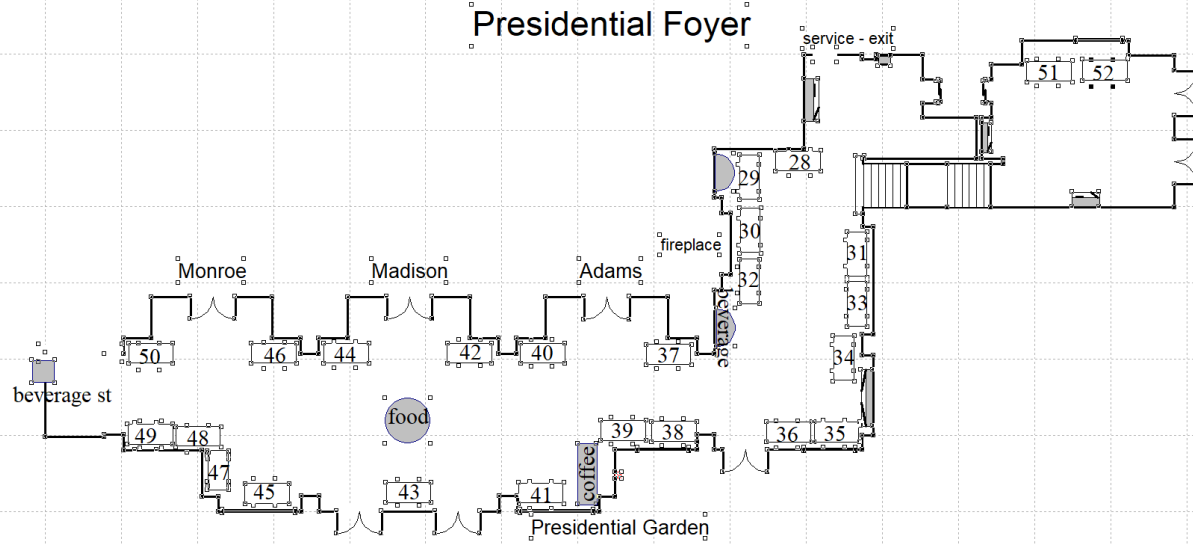 Presidential Foyer
service - exit
51
52
28
29
30
fireplace
31
32
33
beverage
Monroe
Madison
Adams
34
50
46
44
42
40
37
beverage st
food
49
48
39
38
36
35
47
45
43
41
coffee
Presidential Garden